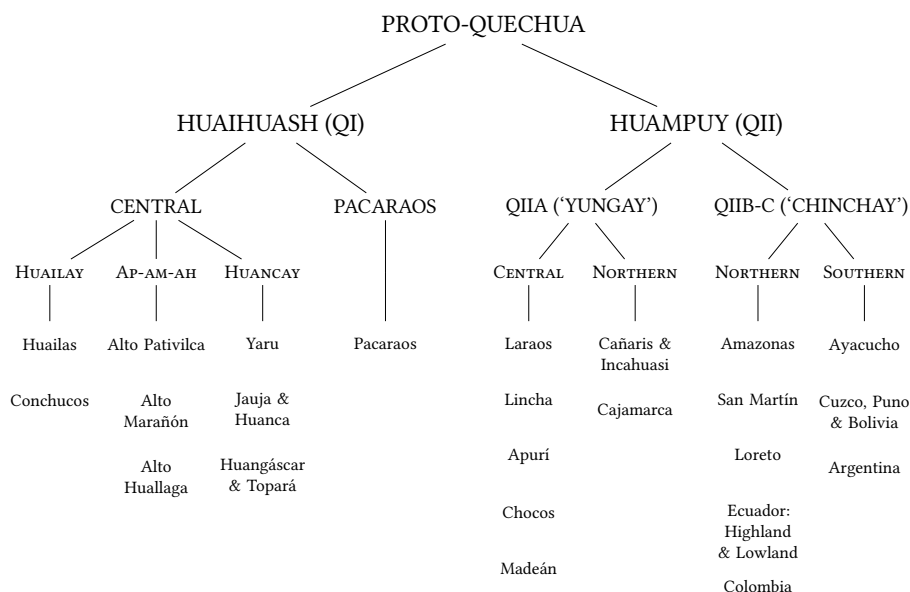 PROTO-QUECHUA
HUAIHUASH (QI)
HUAMPUY (QII)
CENTRAL
PACARAOS
QIIA (‘YUNGAY’)
QIIB-C (‘CHINCHAY’)
Huailay
Ap-am-ah
Huancay
Central
Northern
Northern
Southern
Huailas
Alto Pativilca
Yaru
Pacaraos
Laraos
Cañaris &
Incahuasi
Amazonas
Ayacucho
Conchucos
Alto
Marañón
Jauja &
Huanca
Lincha
Cajamarca
San Martín
Cuzco, Puno
& Bolivia
Alto
Huallaga
Huangáscar
& Topará
Apurí
Loreto
Argentina
Chocos
Ecuador:
Highland
& Lowland
Madeán
Colombia